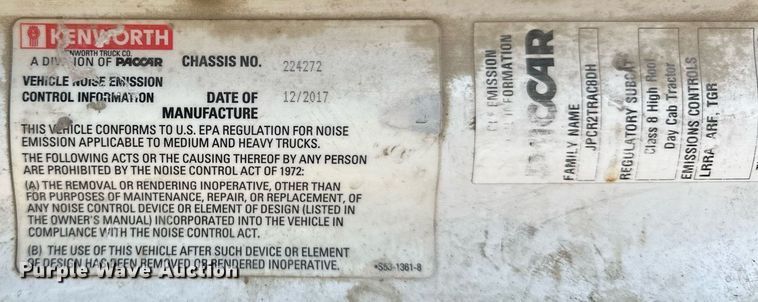 KENWORTH
KENWORTH TRUCK CO.
A DIVISION OF PACCAR
CHASSIS NO. 224272
VEHICLE NOISE EMISSION
CONTROL INFORMATION
DATE OF 12/2017
MANUFACTURE
THIS VEHICLE CONFORMS TO U.S. EPA REGULATION FOR NOISE
EMISSION APPLICABLE TO MEDIUM AND HEAVY TRUCKS.
THE FOLLOWING ACTS OR THE CAUSING THEREOF BY ANY PERSON
ARE PROHIBITED BY THE NOISE CONTROL ACT OF 1972:
(A) THE REMOVAL OR RENDERING INOPERATIVE, OTHER THAN
FOR PURPOSES OF MAINTENANCE, REPAIR, OR REPLACEMENT, OF
ANY NOISE CONTROL DEVICE OR ELEMENT OF DESIGN (LISTED IN
THE OWNER'S MANUAL) INCORPORATED INTO THE VEHICLE IN
COMPLIANCE WITH THE NOISE CONTROL ACT.
(B) THE USE OF THIS VEHICLE AFTER SUCH DEVICE OR ELEMENT
OF DESIGN HAS BEEN REMOVED OR RENDERED INOPERATIVE.
*S53-1361-8
PACCAR
EMISSION
INFORMATION
FAMILY NAME
JPCR2TRAC9DH
REGULATORY SUBCAT
Class 8 High Roof
Day Cab Tractor
EMISSIONS CONTROLS
LRRA, ARF, TGR
Purple Wave Auction